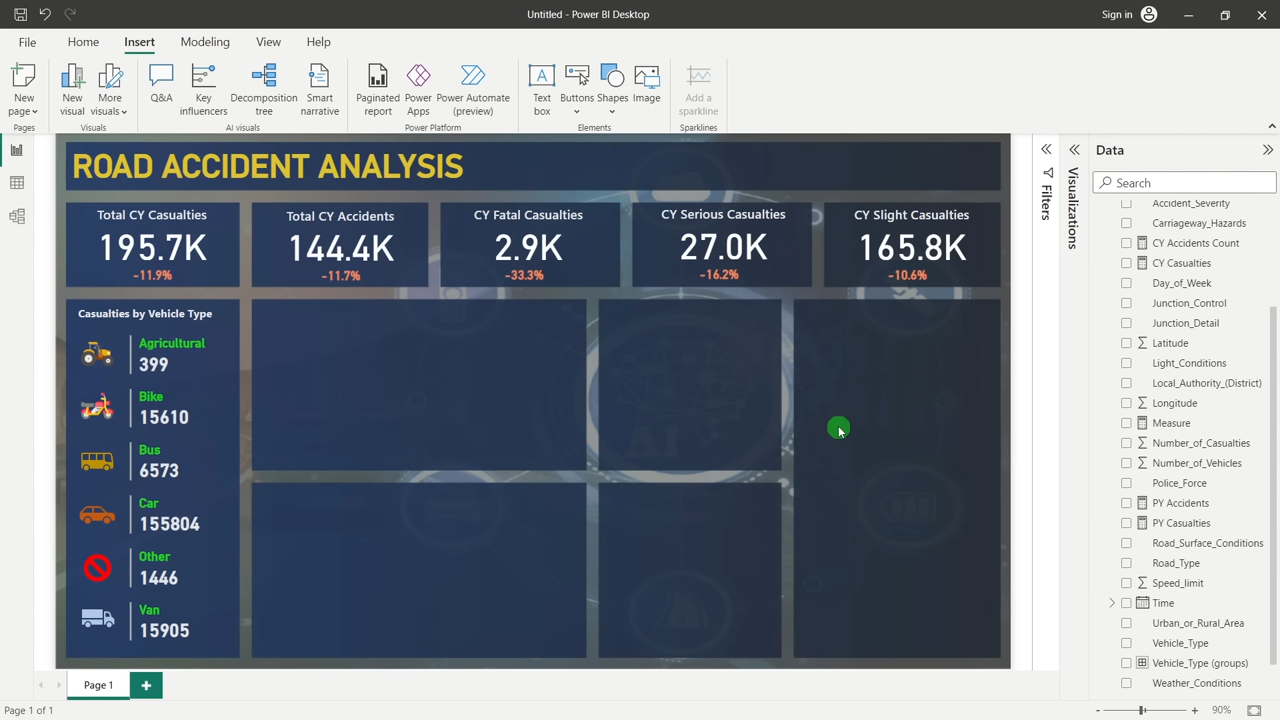 Untitled - Power BI Desktop
Sign in
File
Home
Insert
Modeling
View
Help
New
page
Pages
New
visual
More
visuals
Visuals
Q&A
Key
influencers
Decomposition
tree
Smart
narrative
AI visuals
Paginated
report
Power
Apps
Power Automate
(preview)
Power Platform
Text
box
Buttons
Shapes
Image
Elements
Add a
sparkline
Sparklines
ROAD ACCIDENT ANALYSIS
Total CY Casualties
195.7K
-11.9%
Total CY Accidents
144.4K
-11.7%
CY Fatal Casualties
2.9K
-33.3%
CY Serious Casualties
27.0K
-16.2%
CY Slight Casualties
165.8K
-10.6%
Casualties by Vehicle Type
Agricultural
399
Bike
15610
Bus
6573
Car
155804
Other
1446
Van
15905
AI
Filters
Visualizations
Data
Search
Accident_Severity
Carriageway_Hazards
CY Accidents Count
CY Casualties
Day_of_Week
Junction_Control
Junction_Detail
Latitude
Light_Conditions
Local_Authority_(District)
Longitude
Measure
Number_of_Casualties
Number_of_Vehicles
Police_Force
PY Accidents
PY Casualties
Road_Surface_Conditions
Road_Type
Speed_limit
Time
Urban_or_Rural_Area
Vehicle_Type
Vehicle_Type (groups)
Weather_Conditions
Page 1
Page 1 of 1
90%